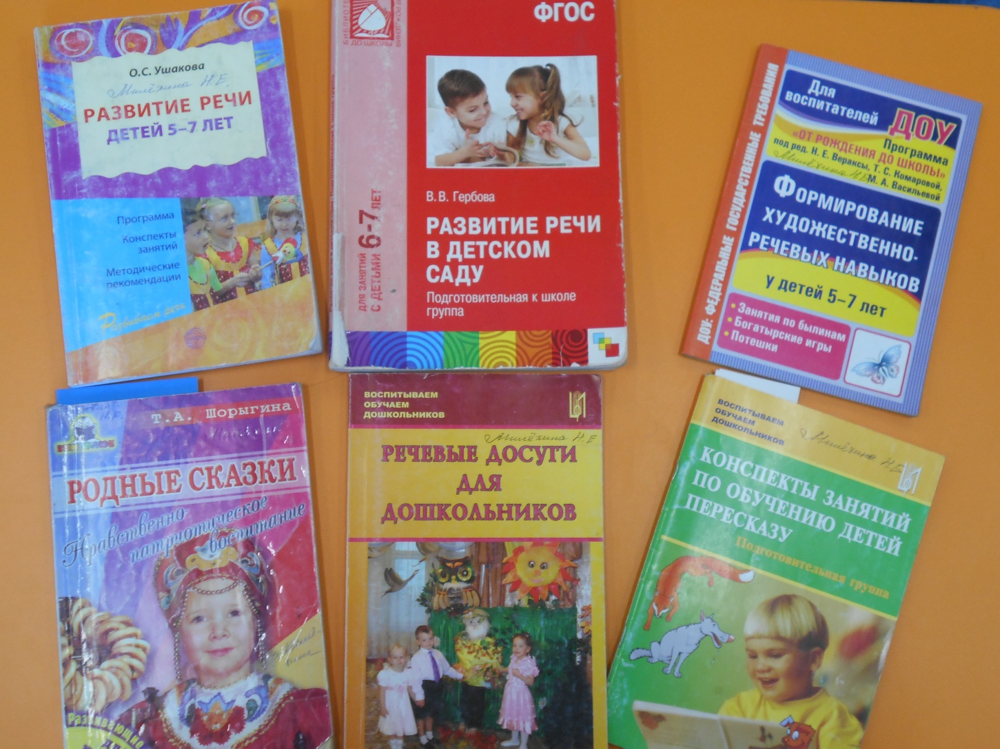 О.С. Ушакова
Милёхина Н.Е.
РАЗВИТИЕ РЕЧИ
ДЕТЕЙ 5–7 ЛЕТ
Программа
Конспекты
занятий
Методические
рекомендации
Развиваем речь
ФГОС
ДО ШКОЛЫ
ДЛЯ ЗАНЯТИЙ
С ДЕТЬМИ 6-7 ЛЕТ
В. В. Гербова
РАЗВИТИЕ РЕЧИ
В ДЕТСКОМ
САДУ
Подготовительная к школе
группа
ДОУ: ФЕДЕРАЛЬНЫЕ ГОСУДАРСТВЕННЫЕ ТРЕБОВАНИЯ
Для
воспитателей
ДОУ
Программа
«ОТ РОЖДЕНИЯ ДО ШКОЛЫ»
под ред. Н. Е. Вераксы, Т. С. Комаровой,
М. А. Васильевой
Милёхина Н.Е.
ФОРМИРОВАНИЕ
ХУДОЖЕСТВЕННО-
РЕЧЕВЫХ НАВЫКОВ
у детей 5–7 лет
• Занятия по былинам
• Богатырские игры
• Потешки
Т.А. Шорыгина
РОДНЫЕ СКАЗКИ
Нравственно-
патриотическое
воспитание
Развивающие
ВОСПИТЫВАЕМ
ОБУЧАЕМ
ДОШКОЛЬНИКОВ
Милёхина Н.Е
РЕЧЕВЫЕ ДОСУГИ
ДЛЯ
ДОШКОЛЬНИКОВ
ВОСПИТЫВАЕМ
ОБУЧАЕМ
ДОШКОЛЬНИКОВ
Милёхина Н.Е.
КОНСПЕКТЫ ЗАНЯТИЙ
ПО ОБУЧЕНИЮ ДЕТЕЙ
ПЕРЕСКАЗУ
Подготовительная группа